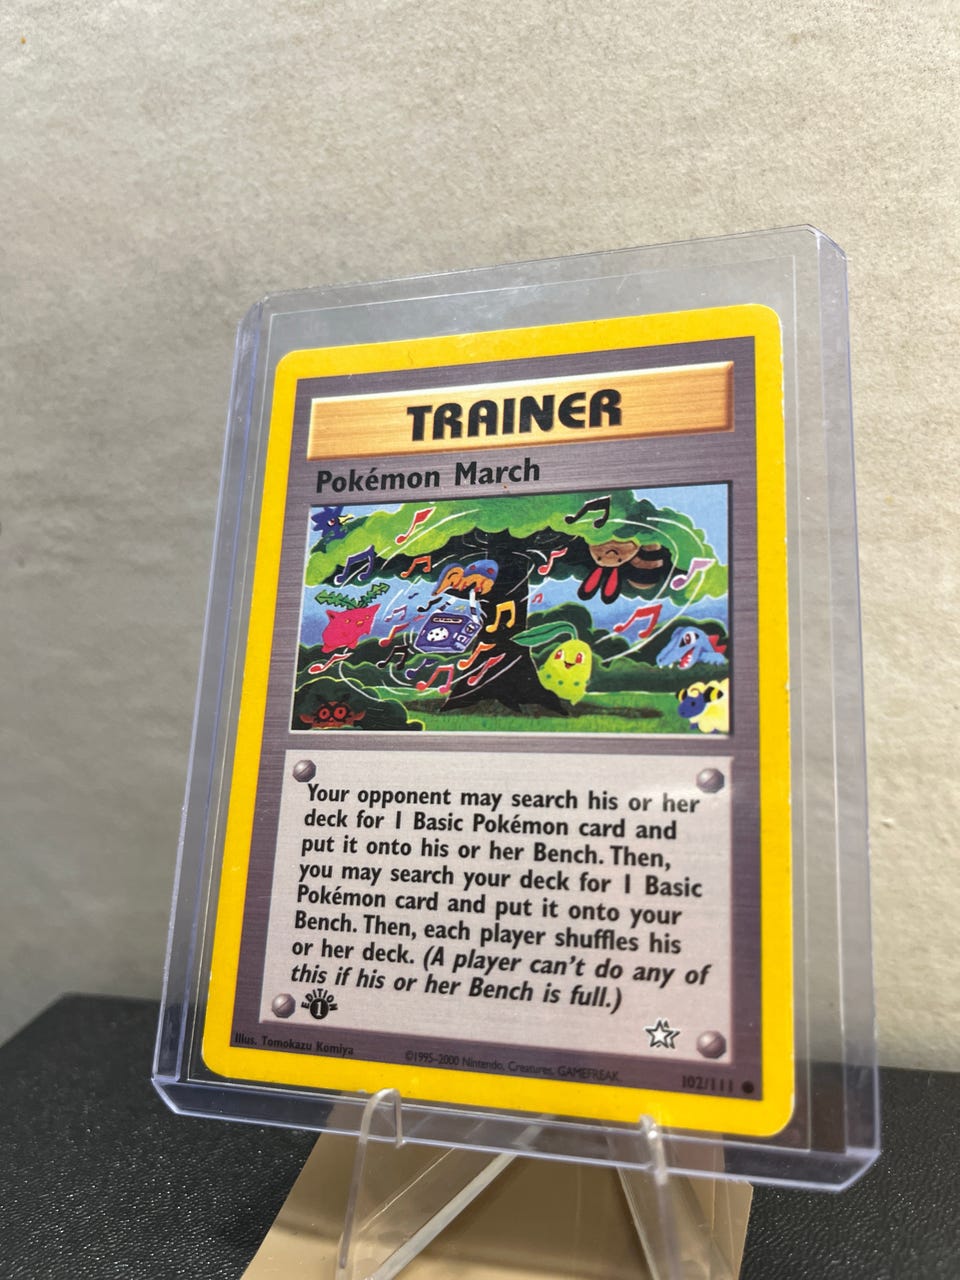 TRAINER
Pokémon March
Your opponent may search his or her
deck for 1 Basic Pokémon card and
put it onto his or her Bench. Then,
you may search your deck for 1 Basic
Pokémon card and put it onto your
Bench. Then, each player shuffles his
or her deck. (A player can't do any of
this if his or her Bench is full.)
EDITION
1
Illus. Tomokazu Komiya
©1995-2000 Nintendo, Creatures, GAMEFREAK.
102/111